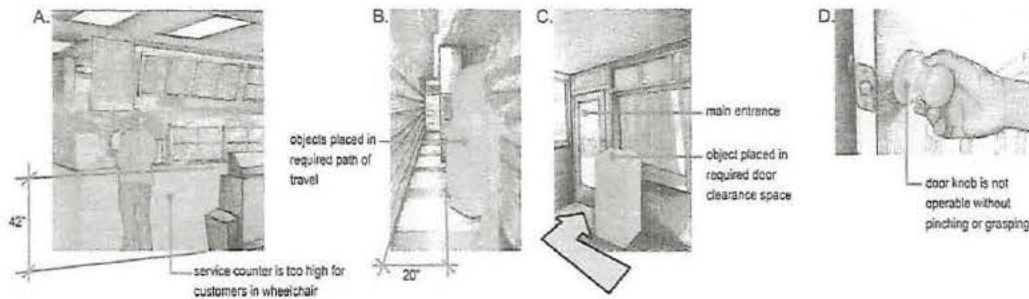 A.
42"
service counter is too high for
customers in wheelchair
B.
objects placed in
required path of
travel
20"
C.
main entrance
object placed in
required door
clearance space
D.
door knob is not
operable without
pinching or grasping